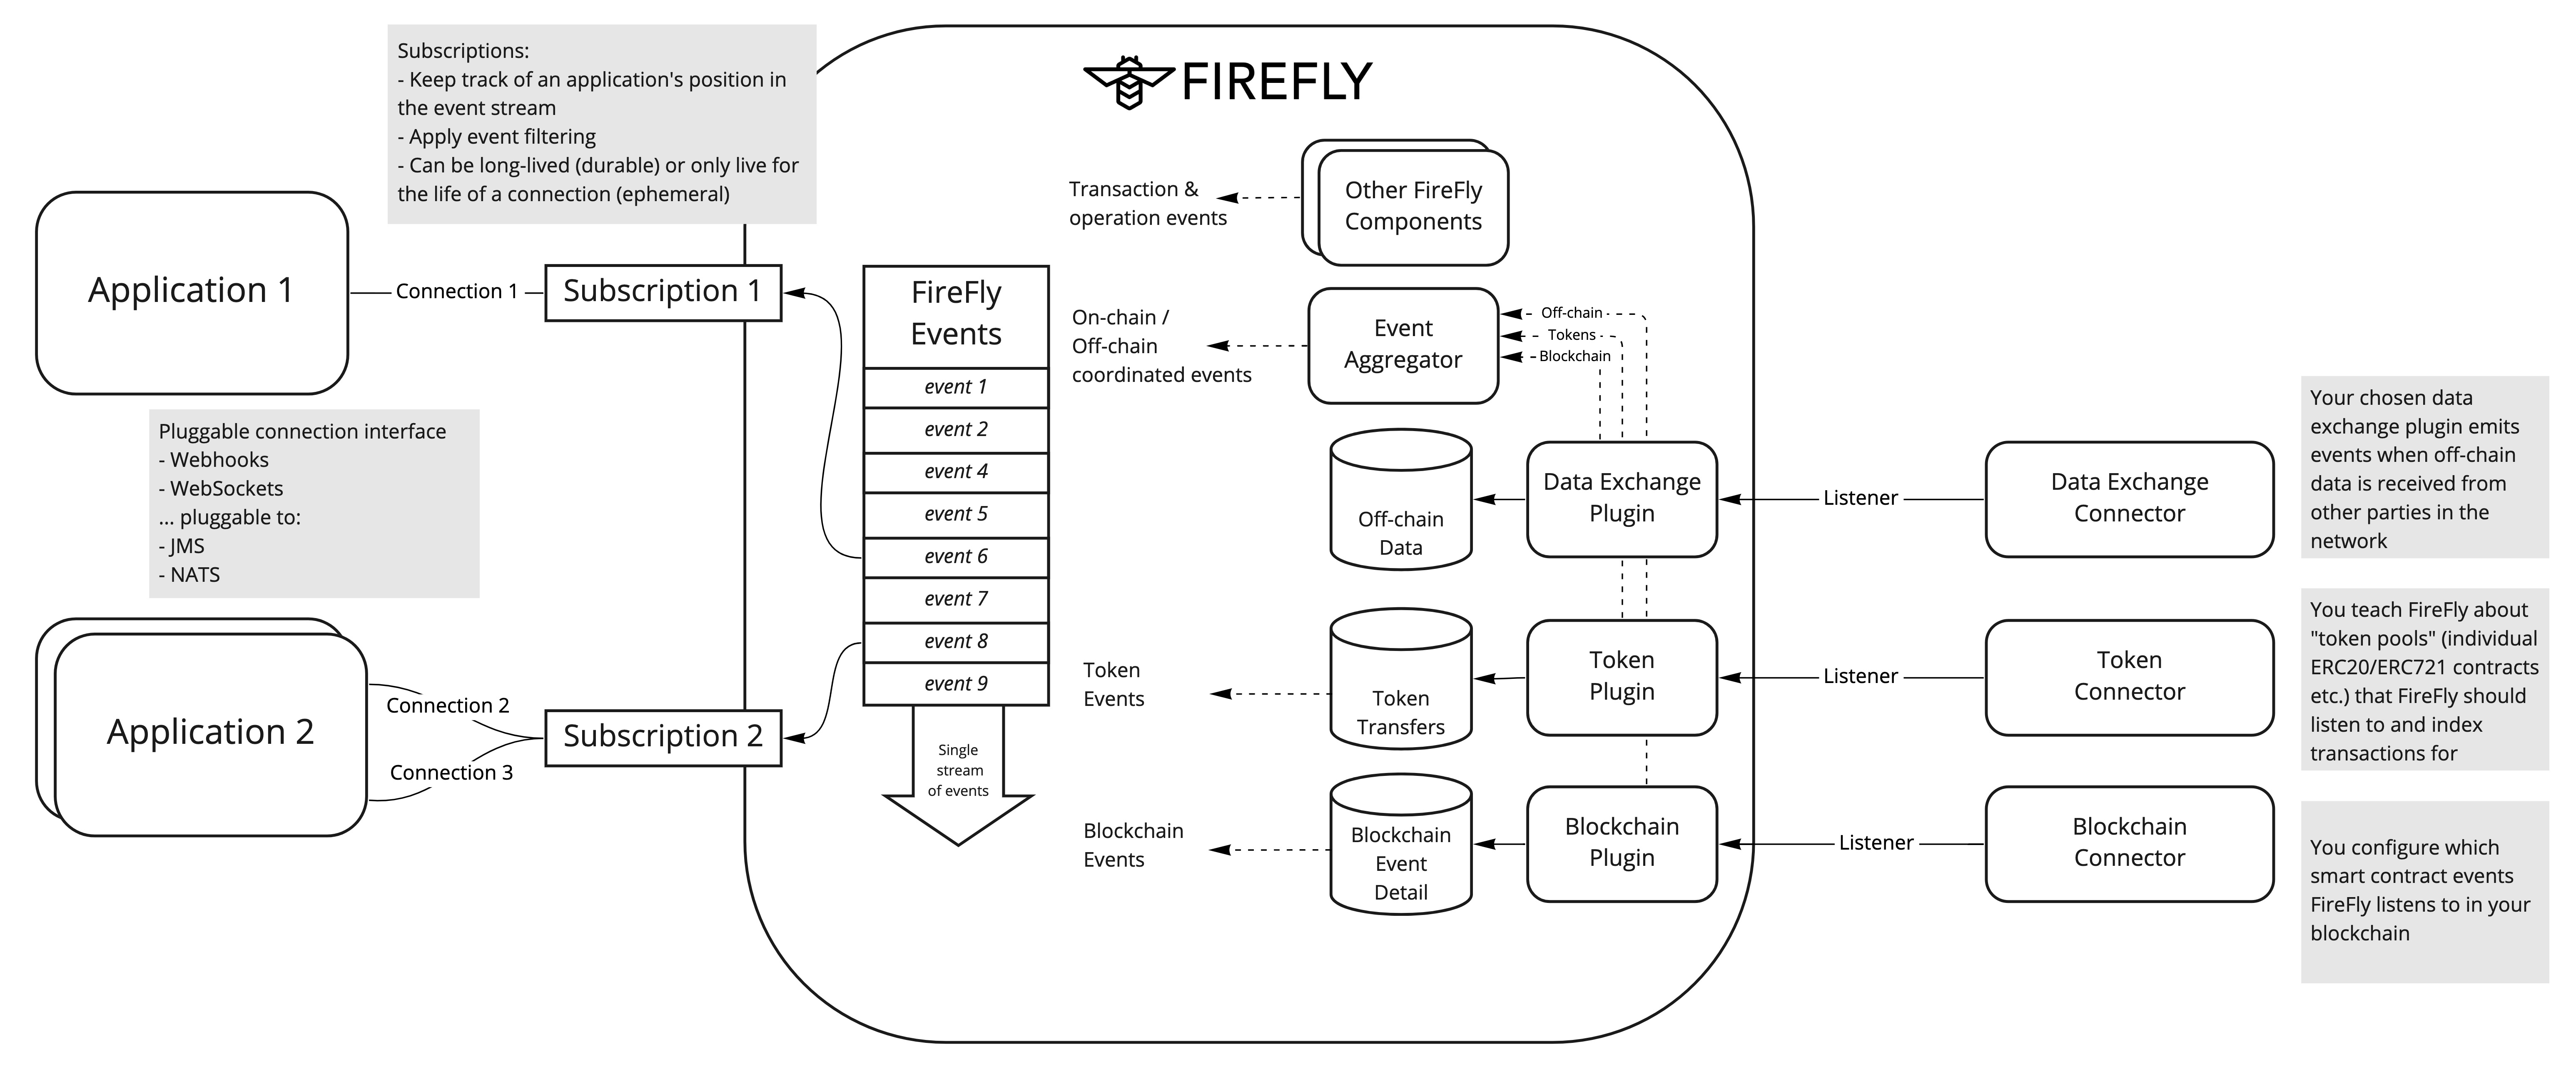 Subscriptions:
- Keep track of an application's position in
the event stream
- Apply event filtering
- Can be long-lived (durable) or only live for
the life of a connection (ephemeral)
Application 1
Connection 1
Subscription 1
Pluggable connection interface
- Webhooks
- WebSockets
... pluggable to:
- JMS
- NATS
Application 2
Connection 2
Connection 3
Subscription 2
FIREFLY
FireFly
Events
event 1
event 2
event 4
event 5
event 6
event 7
event 8
event 9
Single
stream
of events
Transaction &
operation events
Other FireFly
Components
On-chain /
Off-chain
coordinated events
Event
Aggregator
Off-chain
Tokens
Blockchain
Off-chain
Data
Data Exchange
Plugin
Listener
Data Exchange
Connector
Your chosen data
exchange plugin emits
events when off-chain
data is received from
other parties in the
network
Token
Events
Token
Transfers
Token
Plugin
Listener
Token
Connector
You teach FireFly about
"token pools" (individual
ERC20/ERC721 contracts
etc.) that FireFly should
listen to and index
transactions for
Blockchain
Events
Blockchain
Event
Detail
Blockchain
Plugin
Listener
Blockchain
Connector
You configure which
smart contract events
FireFly listens to in your
blockchain